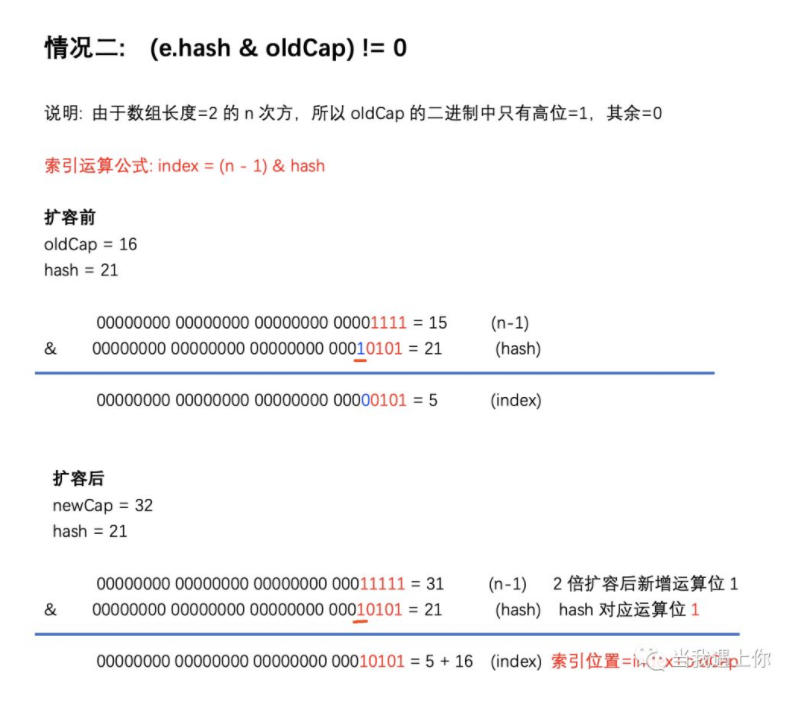 情况二： (e.hash & oldCap) != 0
说明：由于数组长度=2 的 n 次方，所以 oldCap 的二进制中只有高位=1，其余=0
索引运算公式: index = (n - 1) & hash
扩容前
oldCap = 16
hash = 21
00000000 00000000 00000000 00001111 = 15 (n-1)
& 00000000 00000000 00000000 00010101 = 21 (hash)
00000000 00000000 00000000 00000101 = 5 (index)
扩容后
newCap = 32
hash = 21
00000000 00000000 00000000 00011111 = 31 (n-1) 2 倍扩容后新增运算位 1
& 00000000 00000000 00000000 00010101 = 21 (hash) hash 对应运算位 1
00000000 00000000 00000000 00010101 = 5 + 16 (index) 索引位置=
当我遇上你